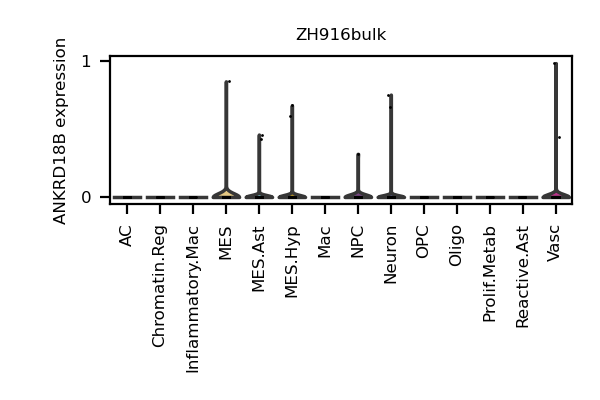 ZH916bulk
ANKRD18B expression
1
0
AC
Chromatin.Reg
Inflammatory.Mac
MES
MES.Ast
MES.Hyp
Mac
NPC
Neuron
OPC
Oligo
Prolif.Metab
Reactive.Ast
Vasc